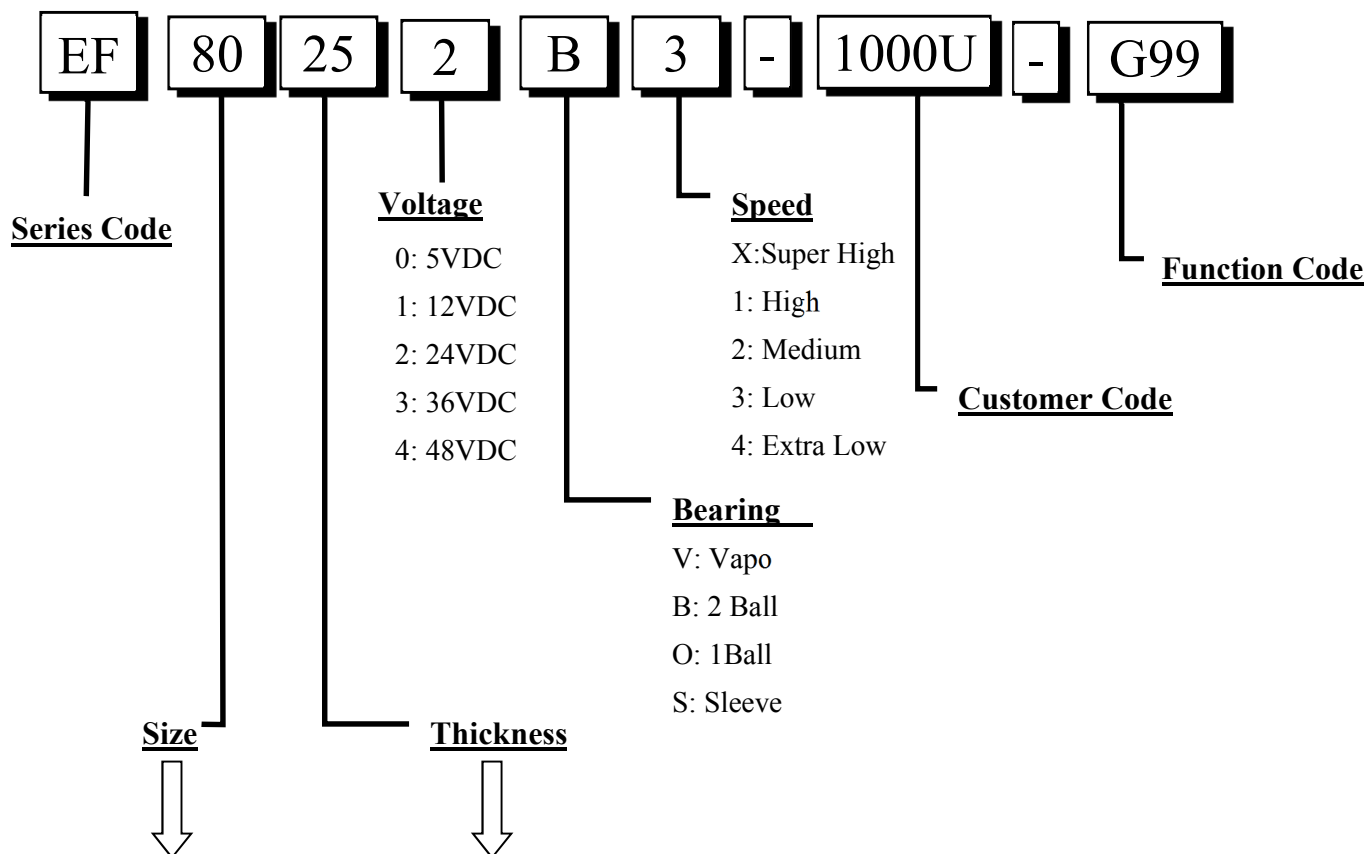 EF 80 25 2 B 3 - 1000U - G99
Series Code
Voltage
0: 5VDC
1: 12VDC
2: 24VDC
3: 36VDC
4: 48VDC
Speed
X:Super High
1: High
2: Medium
3: Low
4: Extra Low
Function Code
Customer Code
Bearing
V: Vapo
B: 2 Ball
O: 1Ball
S: Sleeve
Size
Thickness